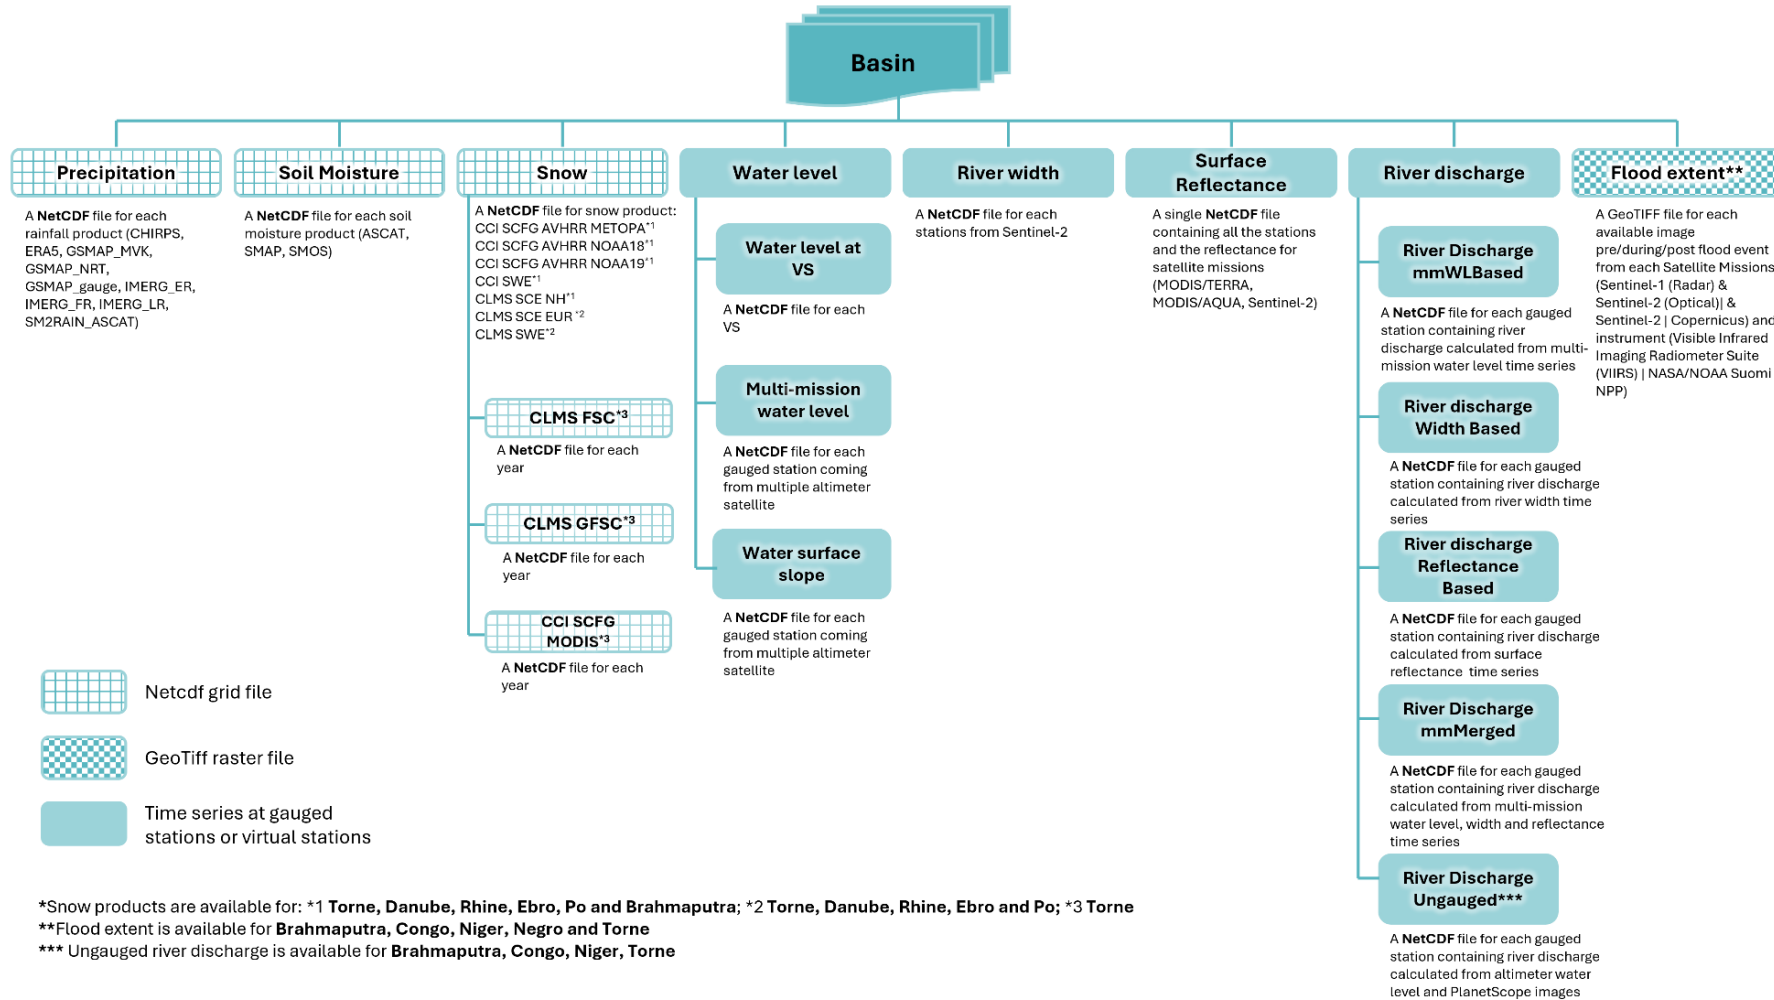 Basin
Precipitation
A NetCDF file for each
rainfall product (CHIRPS,
ERA5, GSMAP_MVK,
GSMAP_NRT,
GSMAP_gauge, IMERG_ER,
IMERG_FR, IMERG_LR,
SM2RAIN_ASCAT)
Soil Moisture
A NetCDF file for each soil
moisture product (ASCAT,
SMAP, SMOS)
Snow
A NetCDF file for snow product:
CCI SCFG AVHRR METOPA*1
CCI SCFG AVHRR NOAA18*1
CCI SCFG AVHRR NOAA19*1
CCI SWE*1
CLMS SCE NH*1
CLMS SCE EUR *2
CLMS SWE*2
CLMS FSC*3
A NetCDF file for each
year
CLMS GFSC*3
A NetCDF file for each
year
CCI SCFG
MODIS*3
A NetCDF file for each
year
Water level
Water level at
VS
A NetCDF file for each
VS
Multi-mission
water level
A NetCDF file for each
gauged station coming
from multiple altimeter
satellite
Water surface
slope
A NetCDF file for each
gauged station coming
from multiple altimeter
satellite
River width
A NetCDF file for each
stations from Sentinel-2
Surface
Reflectance
A single NetCDF file
containing all the stations
and the reflectance for
satellite missions
(MODIS/TERRA,
MODIS/AQUA, Sentinel-2)
River discharge
River Discharge
mmWLBased
A NetCDF file for each gauged
station containing river
discharge calculated from multi-
mission water level time series
River discharge
Width Based
A NetCDF file for each gauged
station containing river discharge
calculated from river width time
series
River discharge
Reflectance
Based
A NetCDF file for each gauged
station containing river discharge
calculated from surface
reflectance time series
River Discharge
mmMerged
A NetCDF file for each gauged
station containing river discharge
calculated from multi-mission
water level, width and reflectance
time series
River Discharge
Ungauged***
A NetCDF file for each gauged
station containing river discharge
calculated from altimeter water
level and PlanetScope images
Flood extent**
A GeoTIFF file for each
available image
pre/during/post flood event
from each Satellite Missions
(Sentinel-1 (Radar) &
Sentinel-2 (Optical)| &
Sentinel-2 | Copernicus) and
instrument (Visible Infrared
Imaging Radiometer Suite
(VIIRS) | NASA/NOAA Suomi
NPP)
Netcdf grid file
GeoTiff raster file
Time series at gauged
stations or virtual stations
*Snow products are available for: *1 Torne, Danube, Rhine, Ebro, Po and Brahmaputra; *2 Torne, Danube, Rhine, Ebro and Po; *3 Torne
**Flood extent is available for Brahmaputra, Congo, Niger, Negro and Torne
*** Ungauged river discharge is available for Brahmaputra, Congo, Niger, Torne